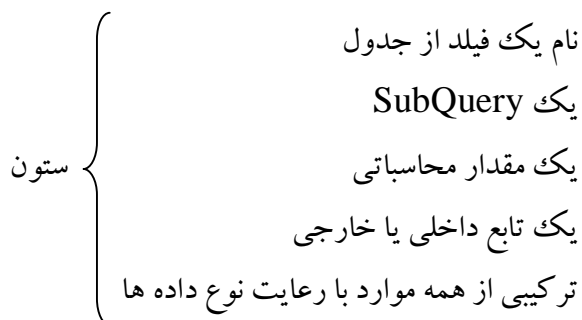 نام یک فیلد از جدول
یک SubQuery
یک مقدار محاسباتی
ستون
یک تابع داخلی یا خارجی
ترکیبی از همه موارد با رعایت نوع داده ها